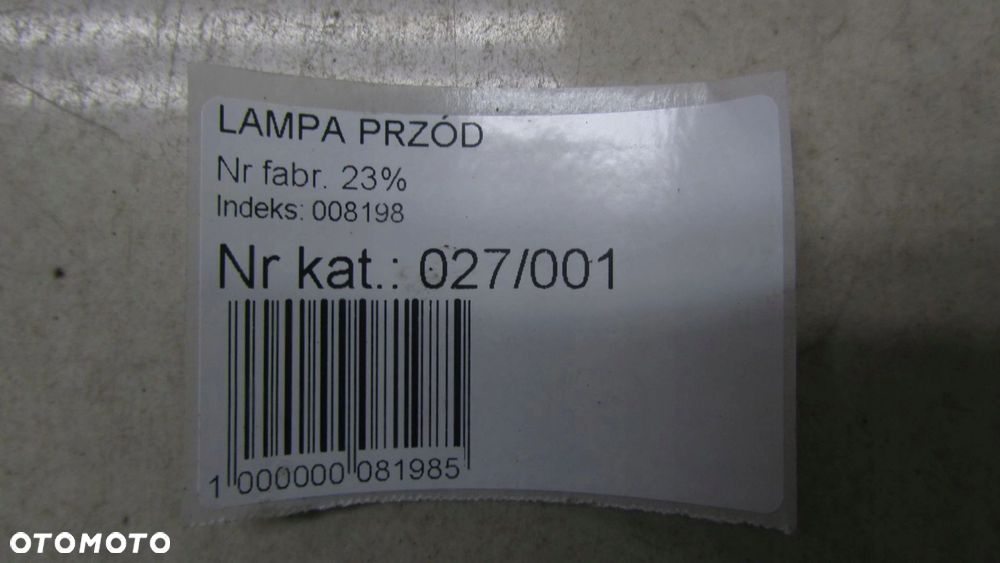 LAMPA PRZÓD
Nr fabr. 23%
Indeks: 008198
Nr kat.: 027/001
1 000000 081985
OTOMOTO